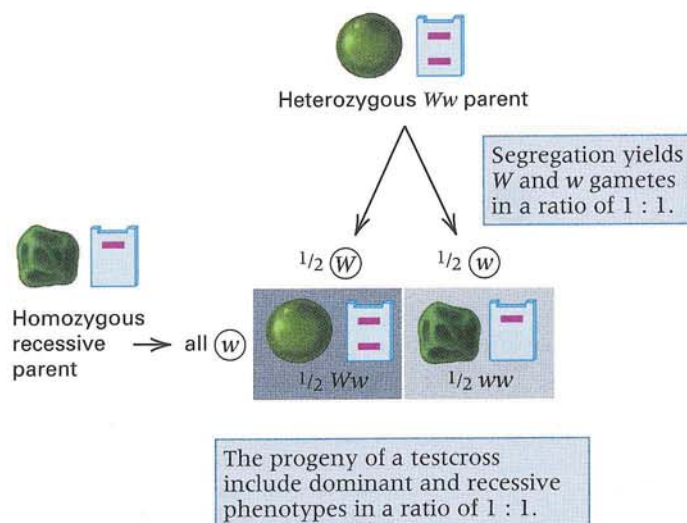 Heterozygous Ww parent
Segregation yields
W and w gametes
in a ratio of 1 : 1.
1/2 W
1/2 w
Homozygous
recessive
parent
all w
1/2 Ww
1/2 ww
The progeny of a testcross
include dominant and recessive
phenotypes in a ratio of 1 : 1.